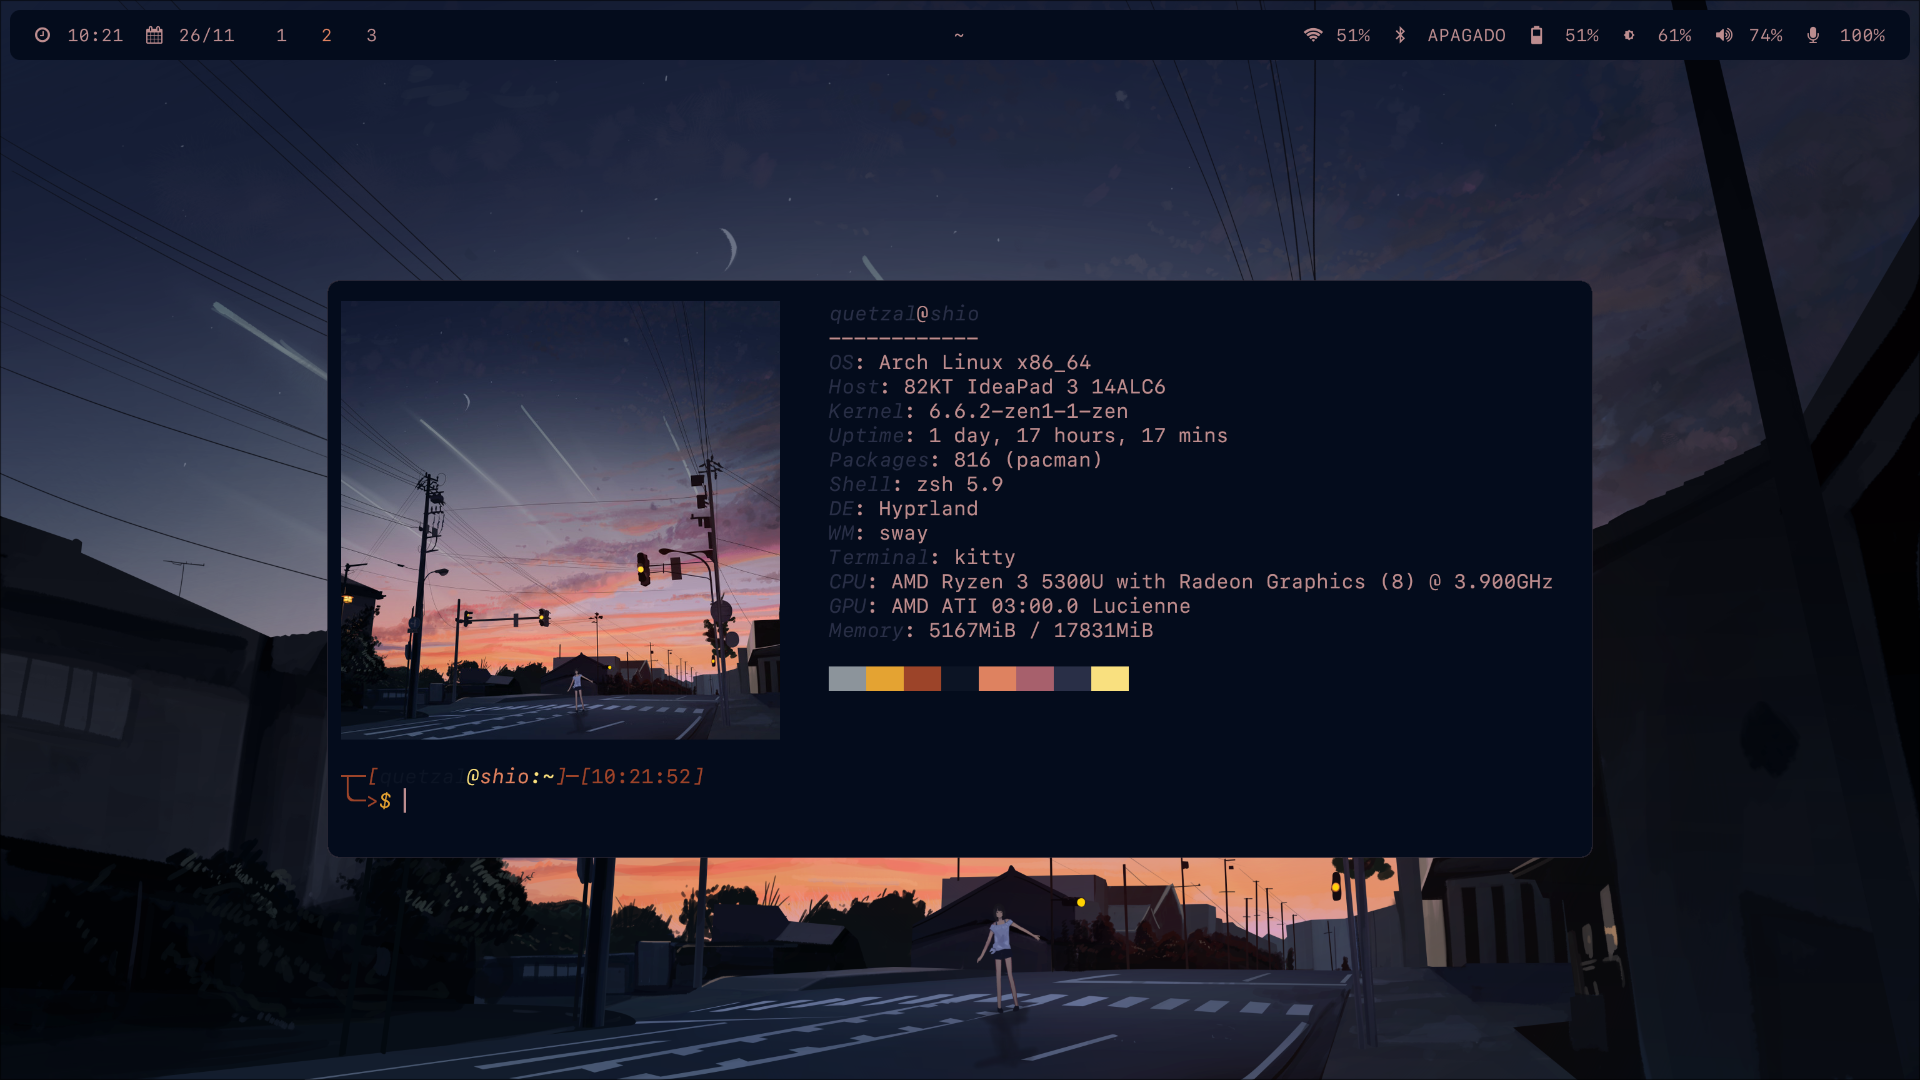 10:21 26/11 1 2 3 ~ 51% APAGADO 51% 61% 74% 100%
quetzal@shio
------------
OS: Arch Linux x86_64
Host: 82KT IdeaPad 3 14ALC6
Kernel: 6.6.2-zen1-1-zen
Uptime: 1 day, 17 hours, 17 mins
Packages: 816 (pacman)
Shell: zsh 5.9
DE: Hyprland
WM: sway
Terminal: kitty
CPU: AMD Ryzen 3 5300U with Radeon Graphics (8) @ 3.900GHz
GPU: AMD ATI 03:00.0 Lucienne
Memory: 5167MiB / 17831MiB
┬─[quetzal@shio:~]─[10:21:52]
╰─>$